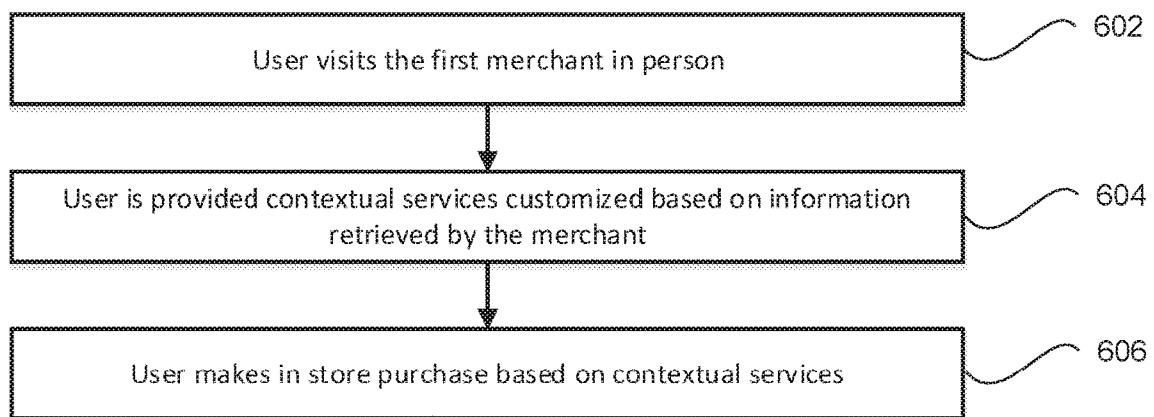 602
User visits the first merchant in person
604
User is provided contextual services customized based on information
retrieved by the merchant
606
User makes in store purchase based on contextual services